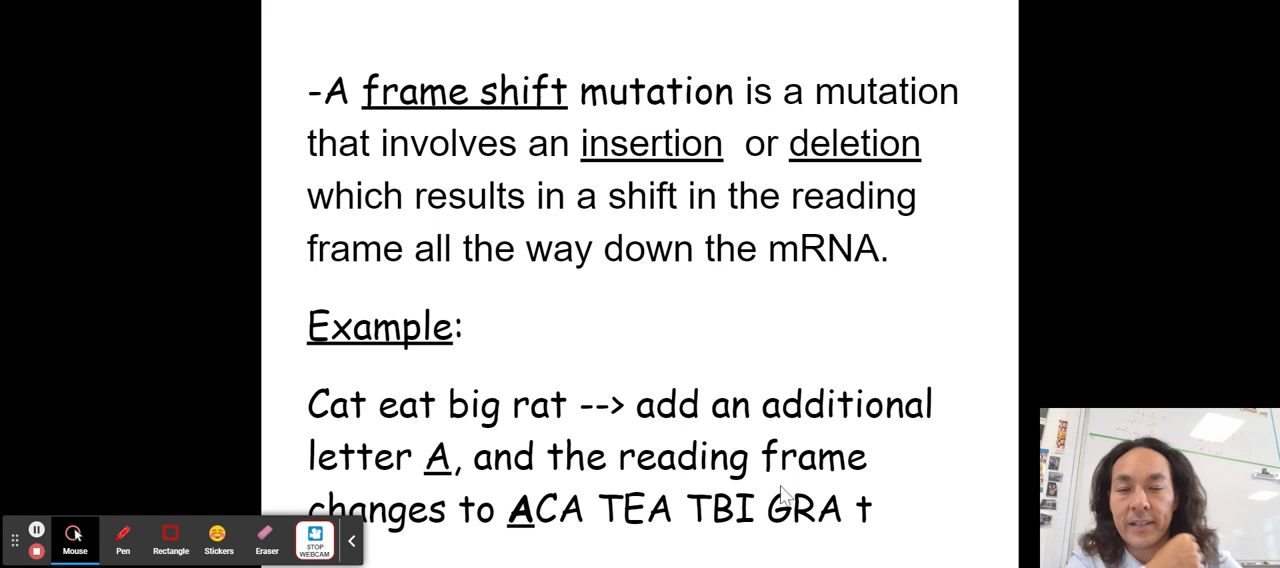 -A frame shift mutation is a mutation
that involves an insertion or deletion
which results in a shift in the reading
frame all the way down the mRNA.
Example:
Cat eat big rat --> add an additional
letter A, and the reading frame
changes to ACA TEA TBI GRA t
Mouse
Pen
Rectangle
Stickers
Eraser
STOP
WEBCAM